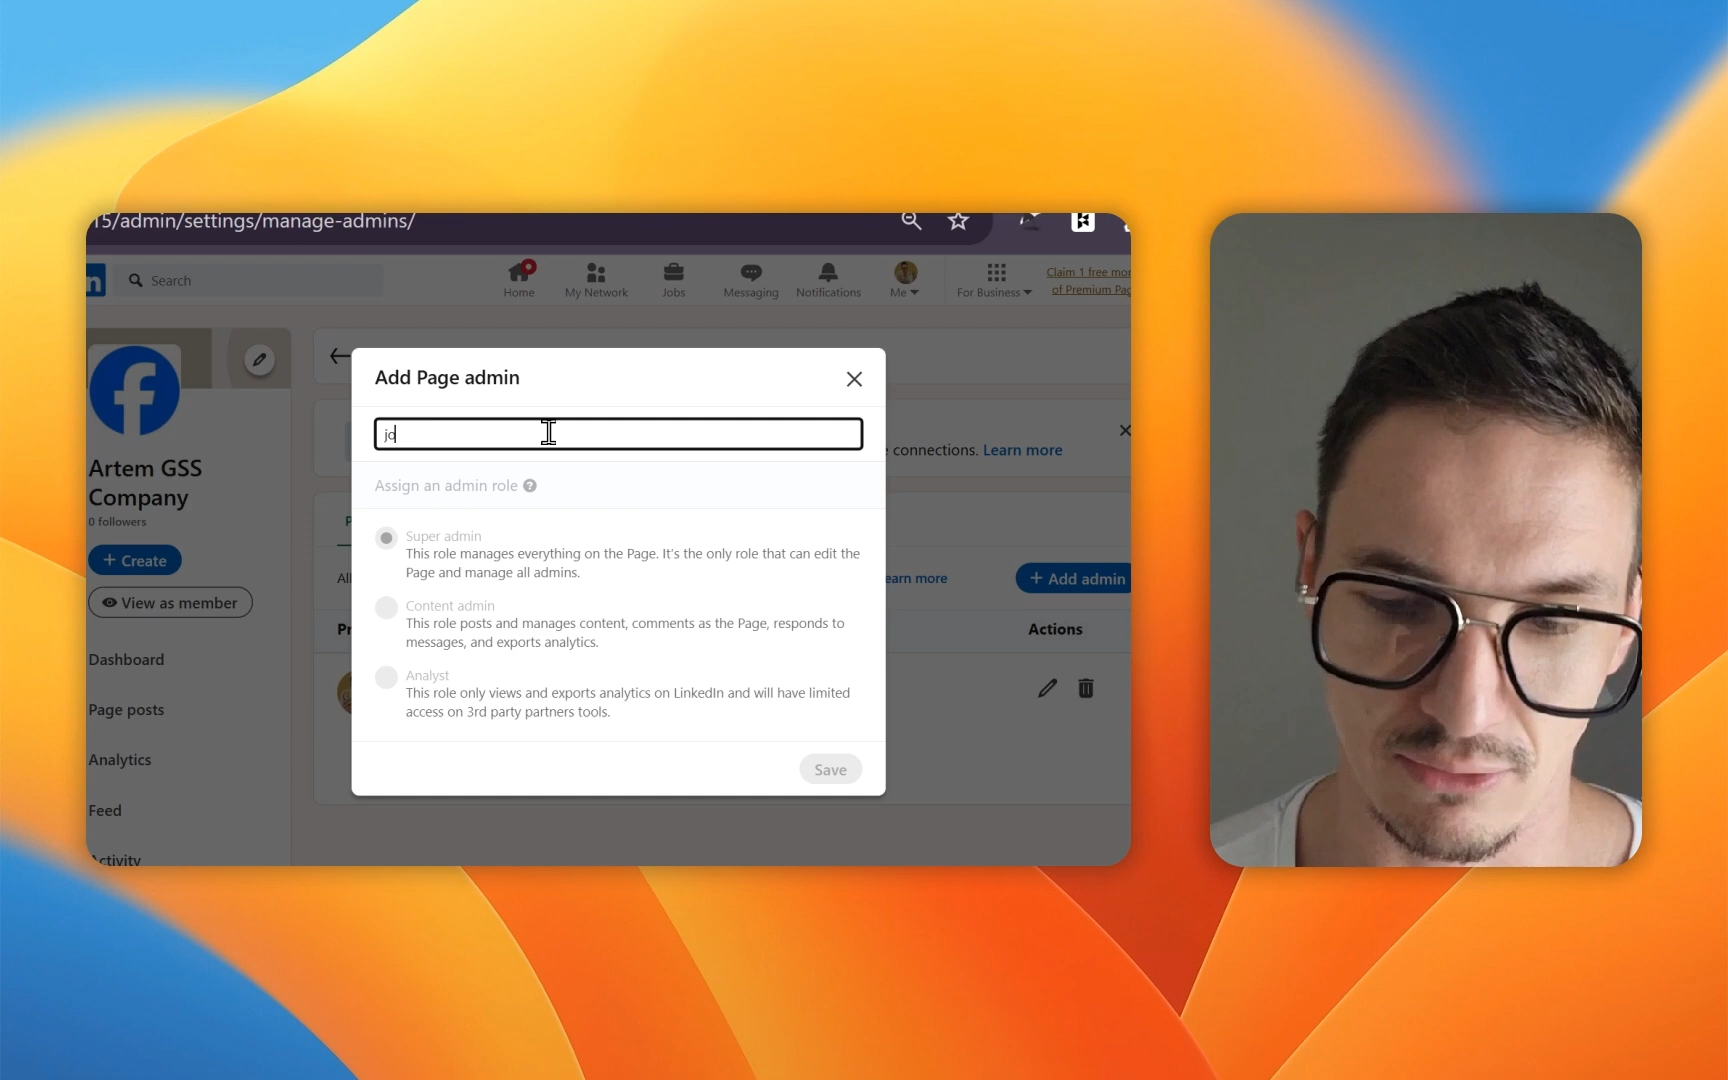 15/admin/settings/manage-admins/
Search
Home
My Network
Jobs
Messaging
Notifications
Me
For Business
Claim 1 free mon
of Premium Pag
Add Page admin
jo
Assign an admin role
Super admin
This role manages everything on the Page. It's the only role that can edit the
Page and manage all admins.
Content admin
This role posts and manages content, comments as the Page, responds to
messages, and exports analytics.
Analyst
This role only views and exports analytics on LinkedIn and will have limited
access on 3rd party partners tools.
Save
Artem GSS
Company
0 followers
+ Create
View as member
Dashboard
Page posts
Analytics
Feed
Activity
connections. Learn more
All
earn more
+ Add admin
Pr
Actions